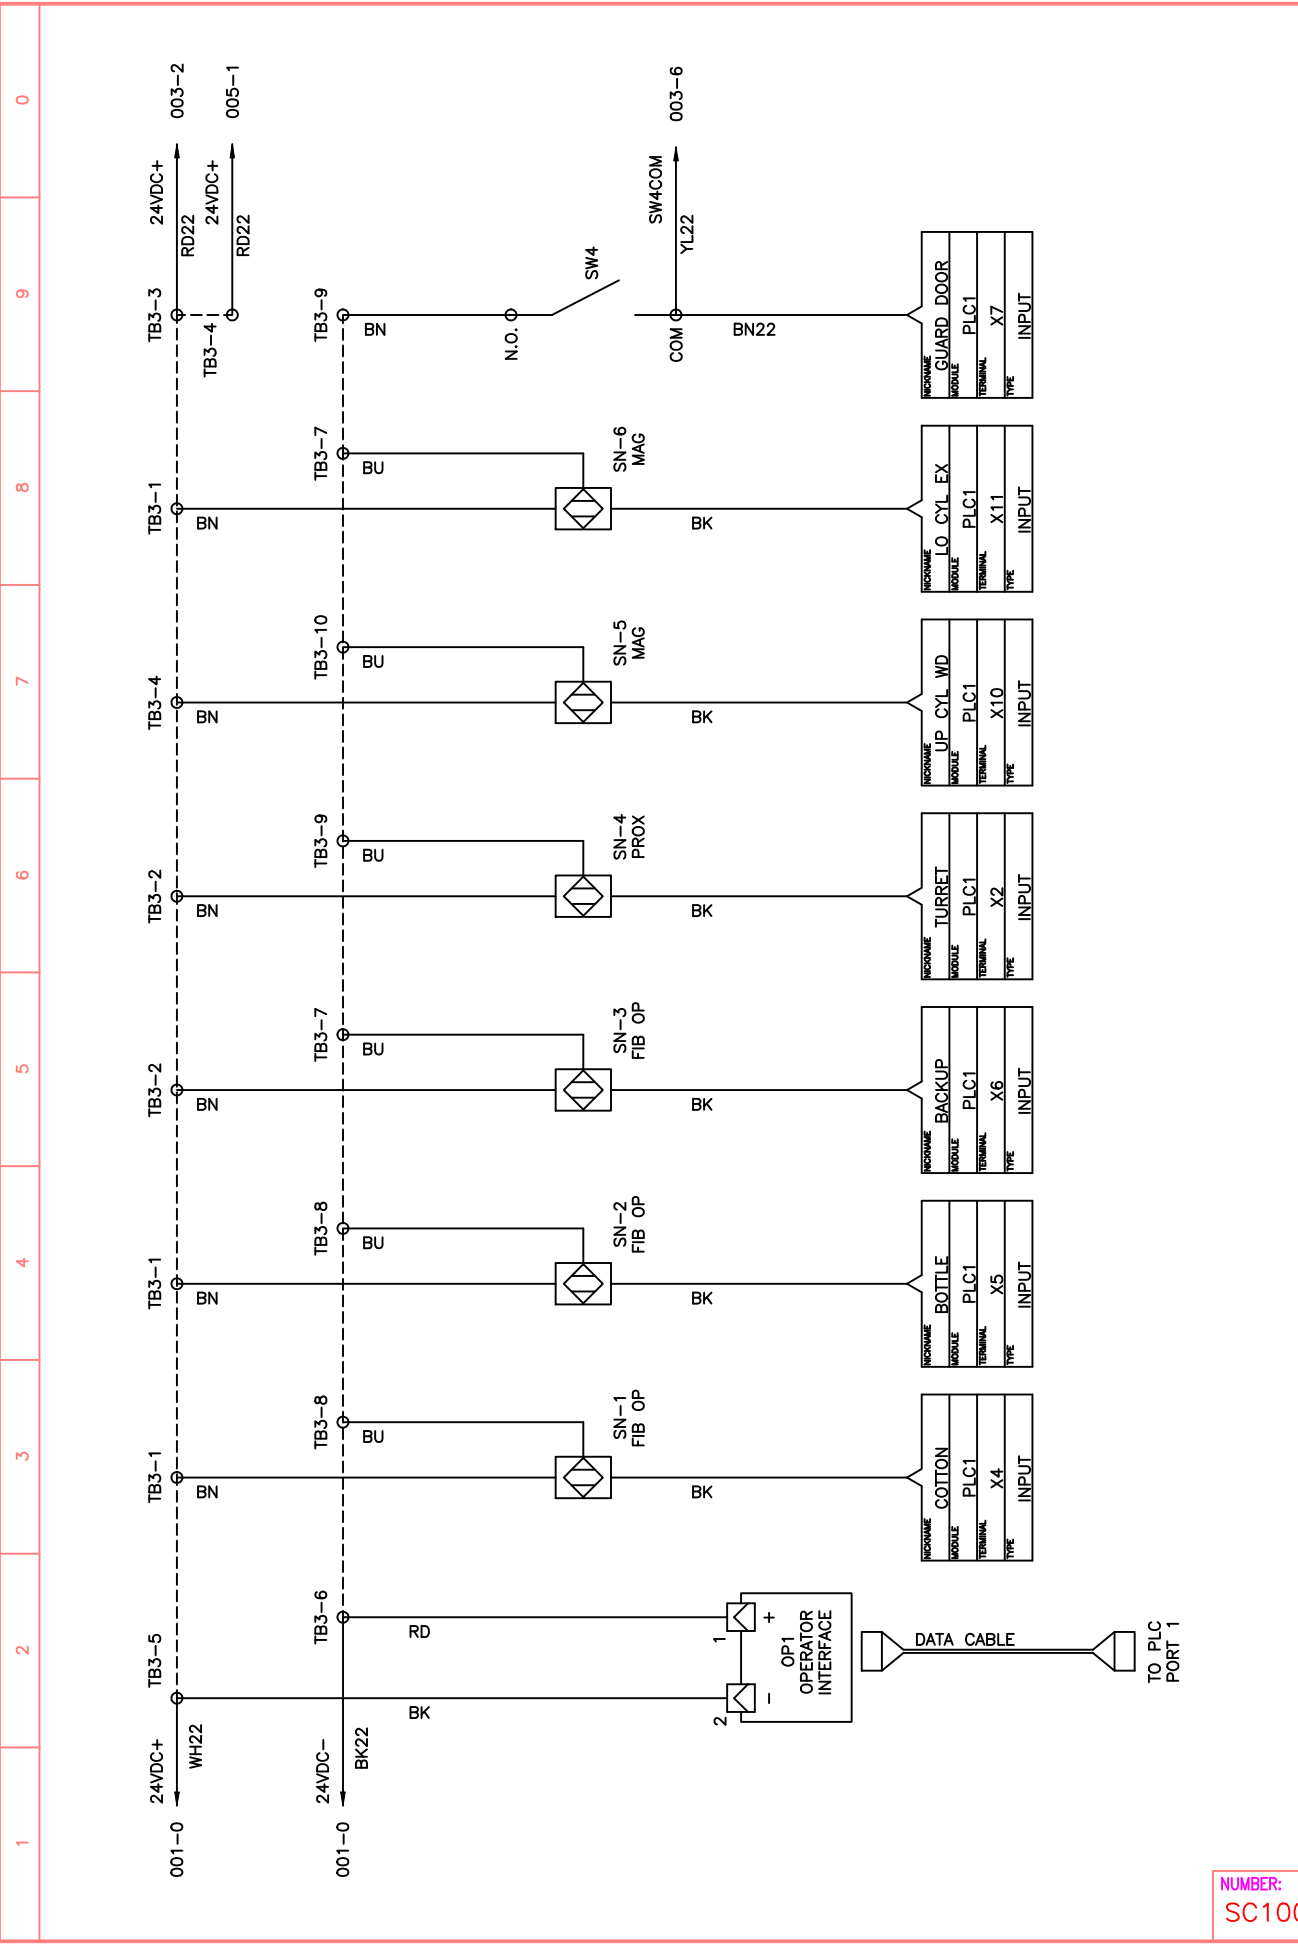 1
2
3
4
5
6
7
8
9
0
001-0
24VDC+
WH22
TB3-5
TB3-1
BN
TB3-1
BN
TB3-2
BN
TB3-2
BN
TB3-4
BN
TB3-1
BN
TB3-3
24VDC+
RD22
003-2
TB3-4
24VDC+
RD22
005-1
001-0
24VDC-
BK22
TB3-6
TB3-8
BU
TB3-8
BU
TB3-7
BU
TB3-9
BU
TB3-10
BU
TB3-7
BU
TB3-9
BN
BK
RD
N.O.
SW4
COM
SW4COM
YL22
003-6
BN22
SN-1
FIB OP
SN-2
FIB OP
SN-3
FIB OP
SN-4
PROX
SN-5
MAG
SN-6
MAG
BK
BK
BK
BK
BK
BK
2
1
-
+
OP1
OPERATOR
INTERFACE
DATA CABLE
TO PLC
PORT 1
NICKNAME
COTTON
MODULE
PLC1
TERMINAL
X4
TYPE
INPUT
NICKNAME
BOTTLE
MODULE
PLC1
TERMINAL
X5
TYPE
INPUT
NICKNAME
BACKUP
MODULE
PLC1
TERMINAL
X6
TYPE
INPUT
NICKNAME
TURRET
MODULE
PLC1
TERMINAL
X2
TYPE
INPUT
NICKNAME
UP CYL WD
MODULE
PLC1
TERMINAL
X10
TYPE
INPUT
NICKNAME
LO CYL EX
MODULE
PLC1
TERMINAL
X11
TYPE
INPUT
NICKNAME
GUARD DOOR
MODULE
PLC1
TERMINAL
X7
TYPE
INPUT
NUMBER:
SC100